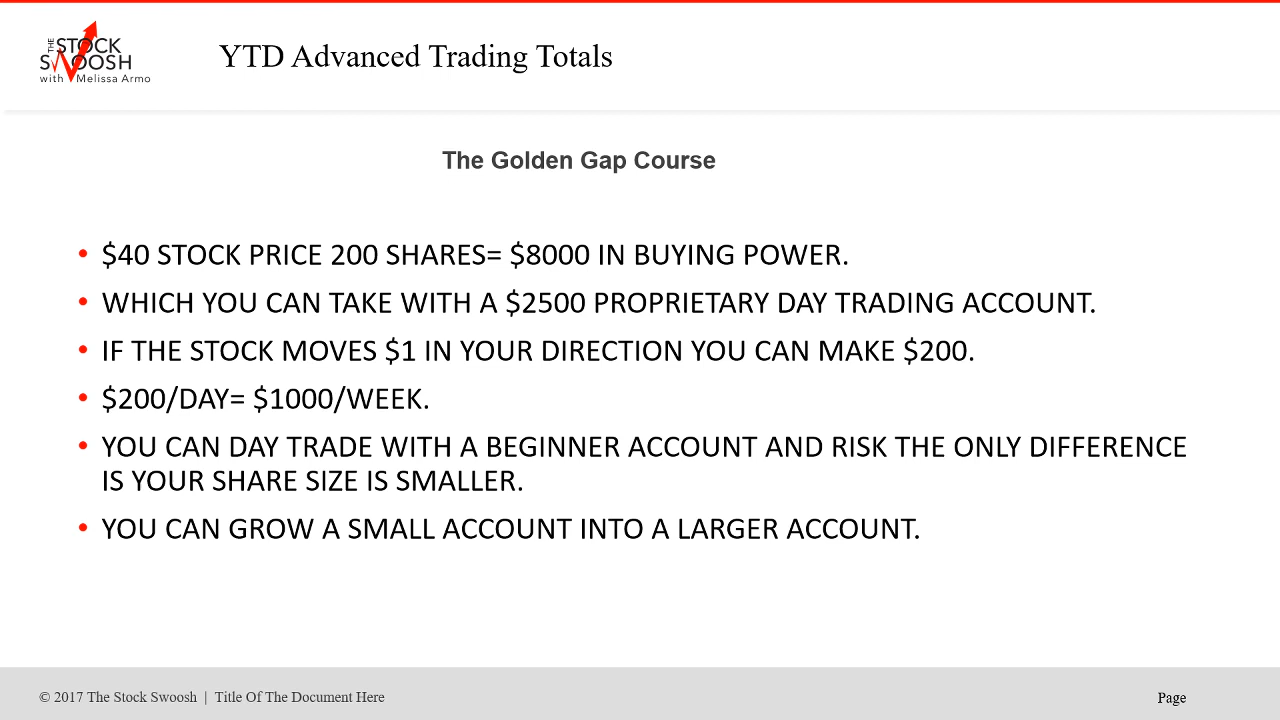 THE STOCK
SWOOSH
with Melissa Armo
YTD Advanced Trading Totals
The Golden Gap Course
• $40 STOCK PRICE 200 SHARES= $8000 IN BUYING POWER.
• WHICH YOU CAN TAKE WITH A $2500 PROPRIETARY DAY TRADING ACCOUNT.
• IF THE STOCK MOVES $1 IN YOUR DIRECTION YOU CAN MAKE $200.
• $200/DAY= $1000/WEEK.
• YOU CAN DAY TRADE WITH A BEGINNER ACCOUNT AND RISK THE ONLY DIFFERENCE
IS YOUR SHARE SIZE IS SMALLER.
• YOU CAN GROW A SMALL ACCOUNT INTO A LARGER ACCOUNT.
© 2017 The Stock Swoosh | Title Of The Document Here
Page